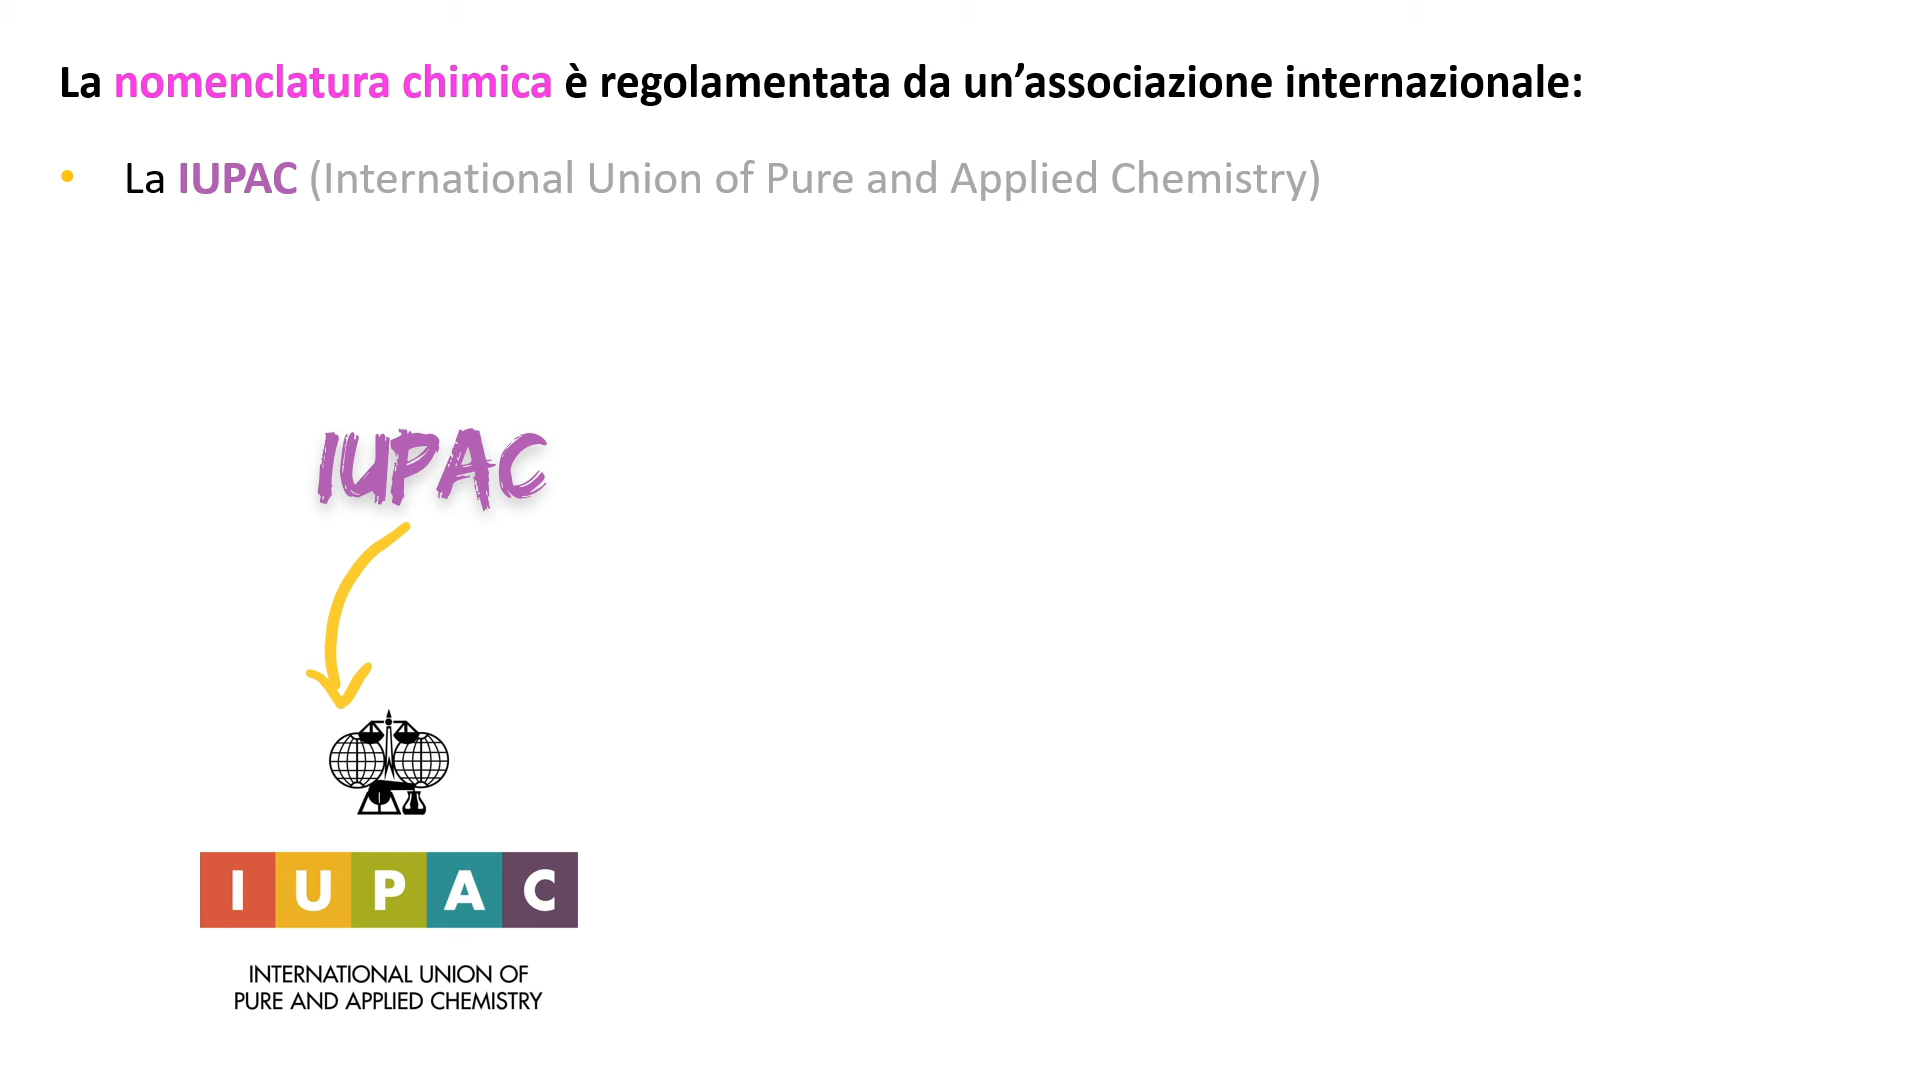 La nomenclatura chimica è regolamentata da un’associazione internazionale:
• La IUPAC (International Union of Pure and Applied Chemistry)
IUPAC
I U P A C
INTERNATIONAL UNION OF
PURE AND APPLIED CHEMISTRY